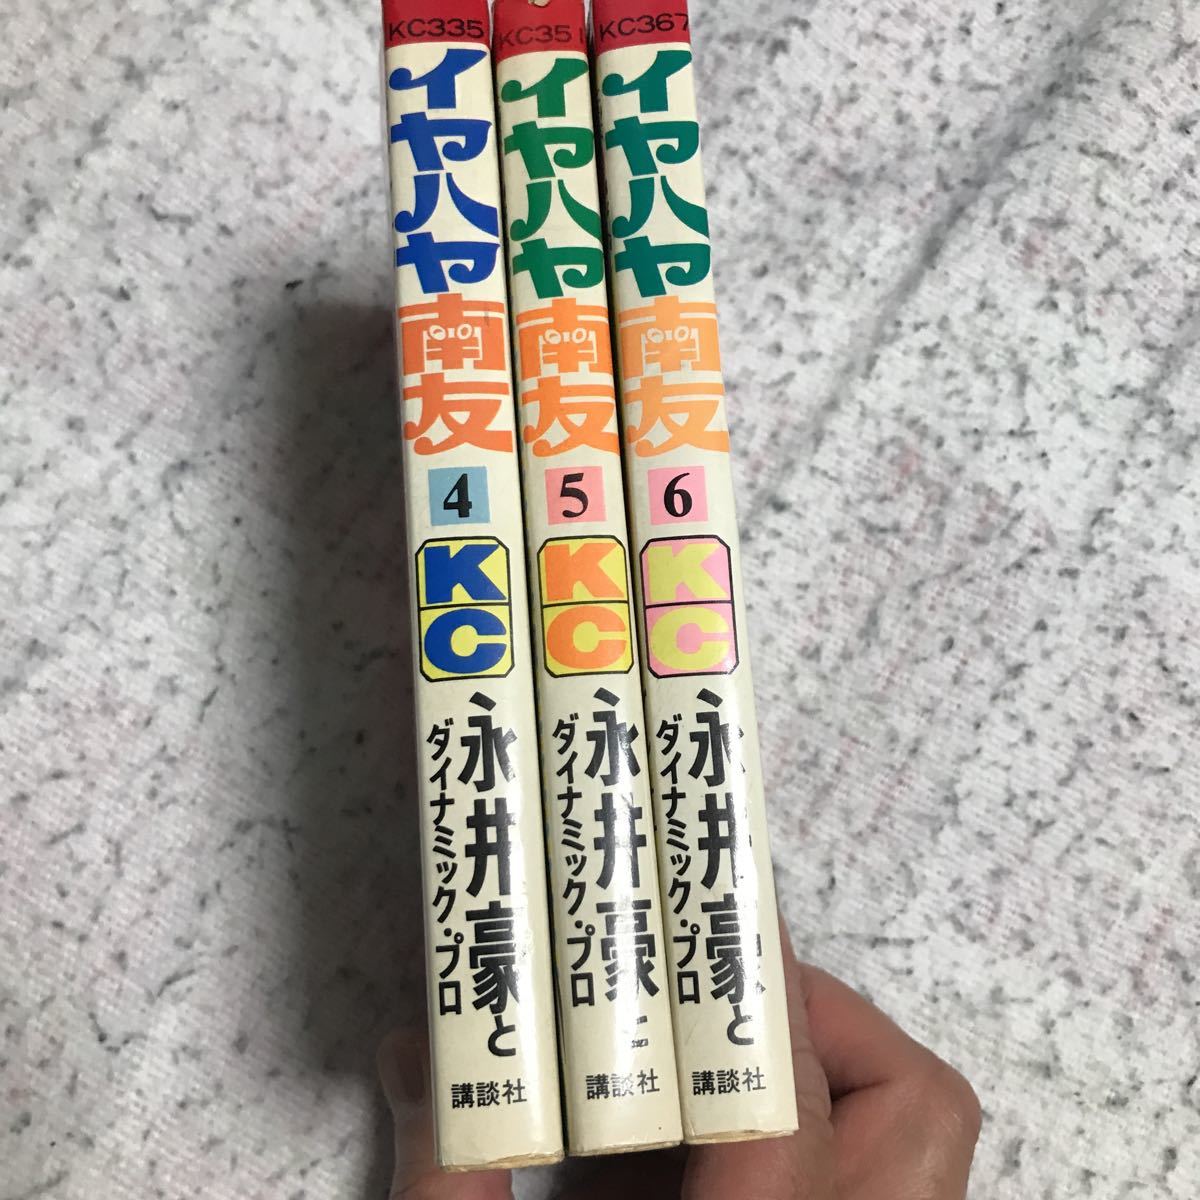 KC335
イヤハヤ南友
4
KC
永井豪と
ダイナミック・プロ
講談社
KC351
イヤハヤ南友
5
KC
永井豪と
ダイナミック・プロ
講談社
KC367
イヤハヤ南友
6
KC
永井豪と
ダイナミック・プロ
講談社